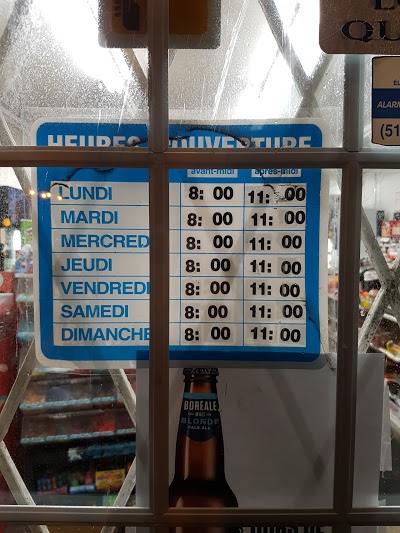 QU
EL
ALARM
(51
HEURES D'OUVERTURE
avant-midi après-midi
LUNDI 8: 00 11: 00
MARDI 8: 00 11: 00
MERCREDI 8: 00 11: 00
JEUDI 8: 00 11: 00
VENDREDI 8: 00 11: 00
SAMEDI 8: 00 11: 00
DIMANCHE 8: 00 11: 00
BOREALE
BLONDE
PALE ALE